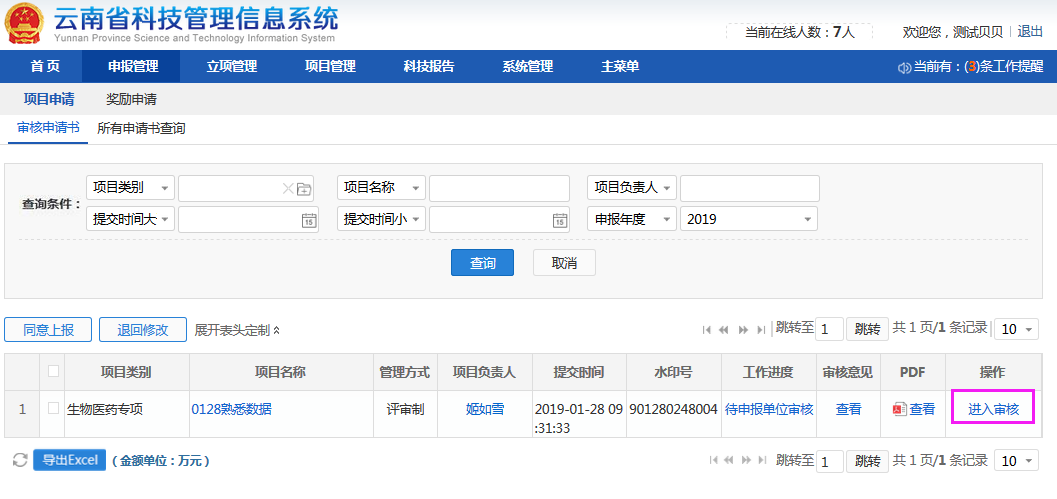 云南省科技管理信息系统
Yunnan Province Science and Technology Information System
当前在线人数：7人 欢迎您，测试贝贝 | 退出
首 页 申报管理 立项管理 项目管理 科技报告 系统管理 主菜单 当前有：(3)条工作提醒
项目申请 奖励申请
审核申请书 所有申请书查询
查询条件： 项目类别 项目名称 项目负责人
提交时间大 15 提交时间小 15 申报年度 2019
查询 取消
同意上报 退回修改 展开表头定制 跳转至 1 跳转 共 1 页/1 条记录 10
项目类别 项目名称 管理方式 项目负责人 提交时间 水印号 工作进度 审核意见 PDF 操作
1 生物医药专项 0128熟悉数据 评审制 姬如雪 2019-01-28 09 901280248004 待申报单位审核 查看 查看 进入审核
:31:33
导出Excel （金额单位：万元） 跳转至 1 跳转 共 1 页/1 条记录 10